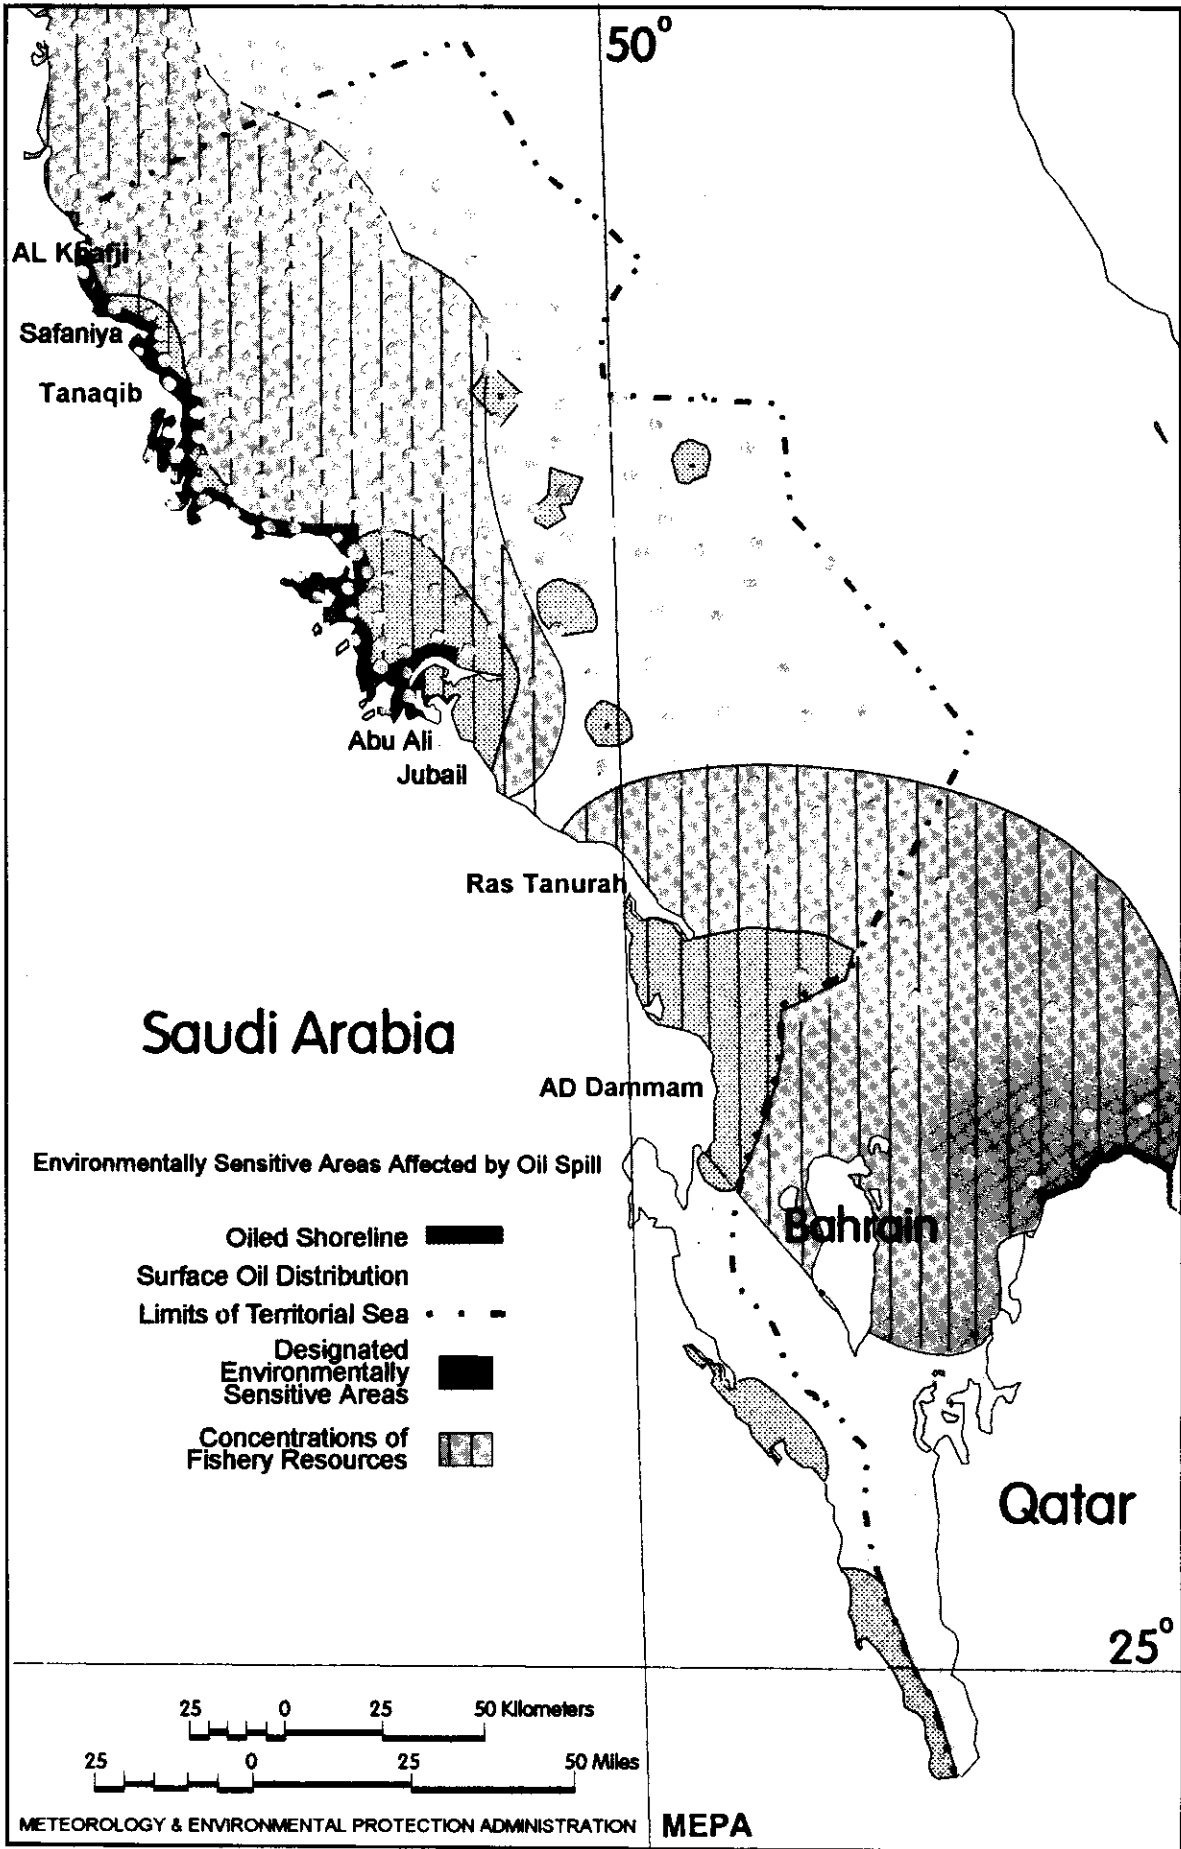 50°
AL Khafji
Safaniya
Tanaqib
Abu Ali
Jubail
Ras Tanurah
Saudi Arabia
AD Dammam
Environmentally Sensitive Areas Affected by Oil Spill
Bahrain
Oiled Shoreline
Surface Oil Distribution
Limits of Territorial Sea
Designated
Environmentally
Sensitive Areas
Concentrations of
Fishery Resources
Qatar
25°
25 0 25 50 Kilometers
25 0 25 50 Miles
METEOROLOGY & ENVIRONMENTAL PROTECTION ADMINISTRATION MEPA